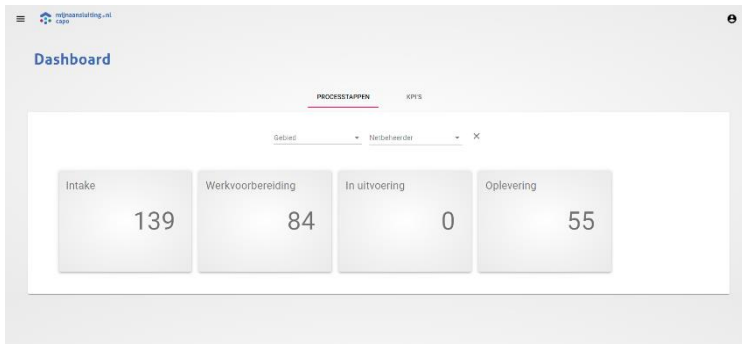 mijnaansluiting.nl
capo
Dashboard
PROCESSTAPPEN KPI'S
Gebied Netbeheerder
Intake Werkvoorbereiding In uitvoering Oplevering
139 84 0 55